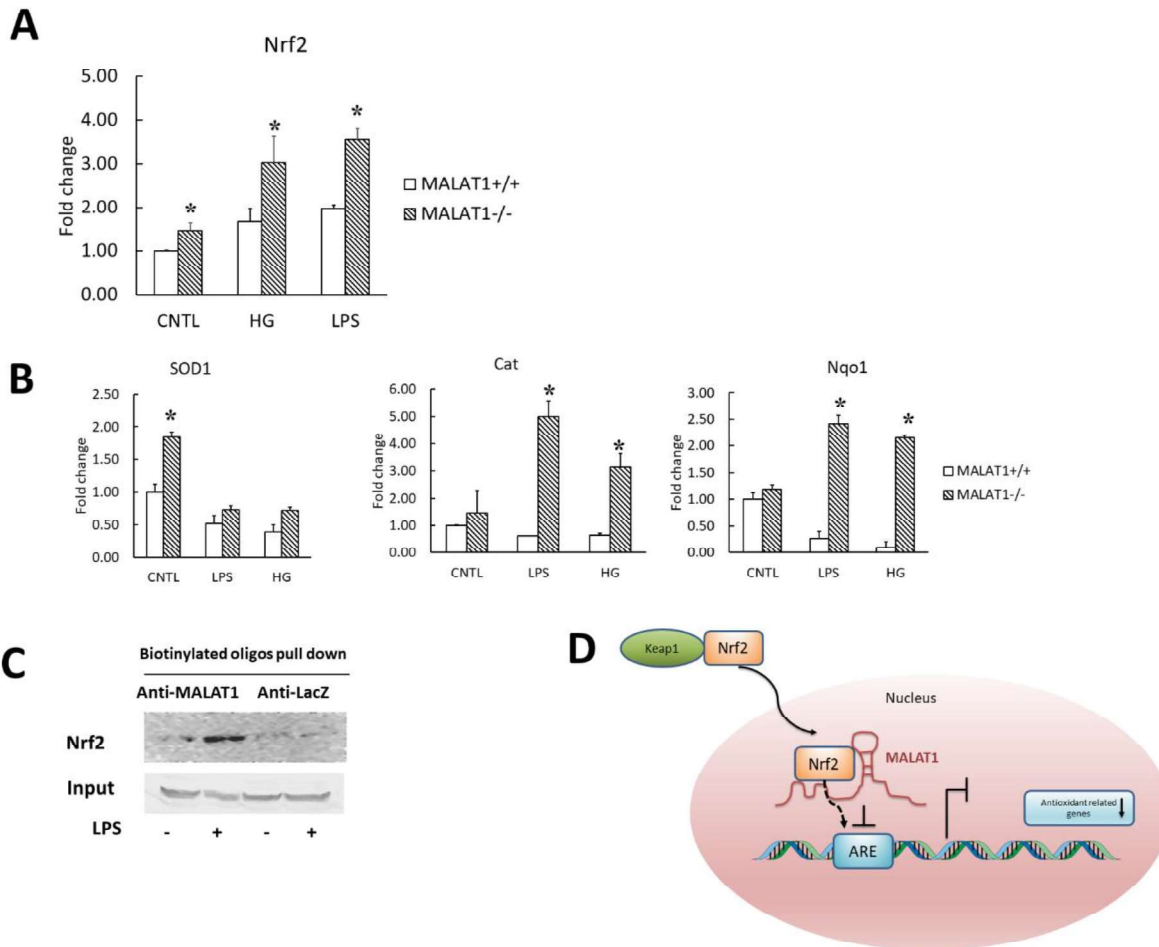 A
Nrf2
Fold change
5.00
4.00
3.00
2.00
1.00
0.00
* * *
CNTL HG LPS
MALAT1+/+
MALAT1-/-
B
SOD1
Fold change
2.50
2.00
1.50
1.00
0.50
0.00
*
CNTL LPS HG
Cat
Fold change
6.00
5.00
4.00
3.00
2.00
1.00
0.00
* *
CNTL LPS HG
Nqo1
Fold change
3.00
2.50
2.00
1.50
1.00
0.50
0.00
* *
CNTL LPS HG
MALAT1+/+
MALAT1-/-
C
Biotinylated oligos pull down
Anti-MALAT1 Anti-LacZ
Nrf2
Input
LPS - + - +
D
Keap1 Nrf2
Nucleus
Nrf2
MALAT1
Antioxidant related
genes
ARE